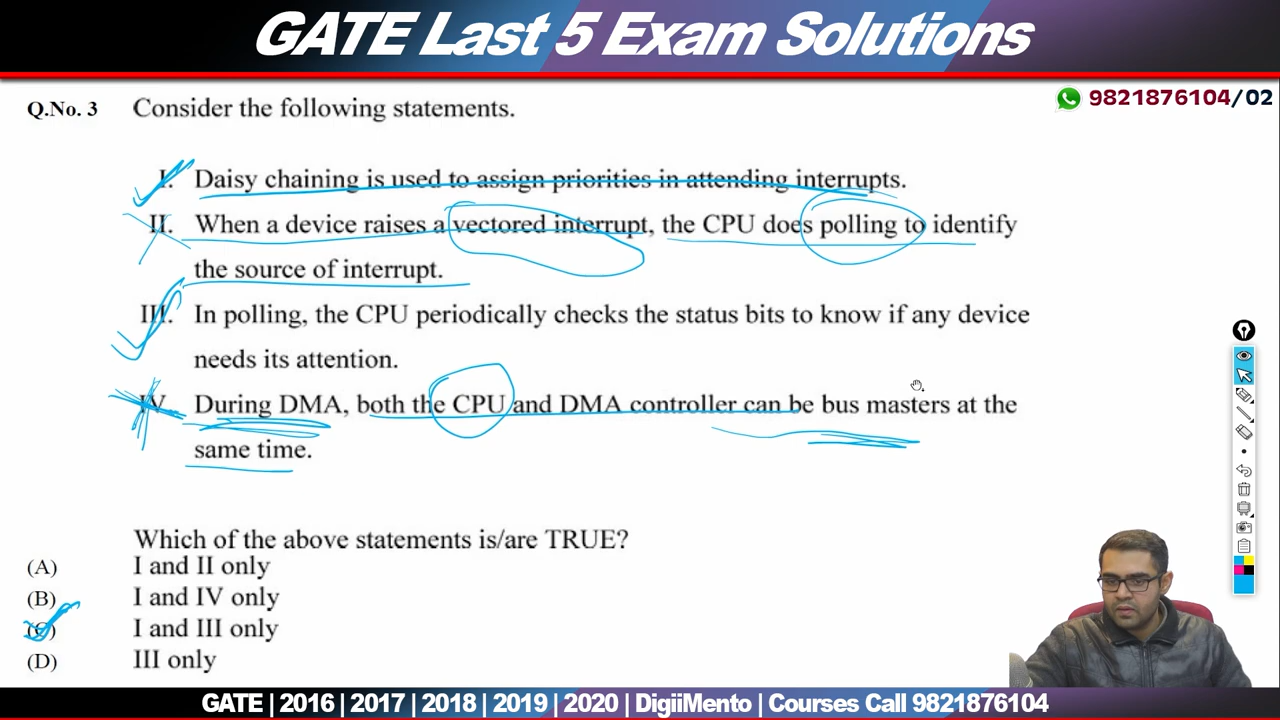 GATE Last 5 Exam Solutions
9821876104/02
Q.No. 3 Consider the following statements.
I. Daisy chaining is used to assign priorities in attending interrupts.
II. When a device raises a vectored interrupt, the CPU does polling to identify
the source of interrupt.
III. In polling, the CPU periodically checks the status bits to know if any device
needs its attention.
IV. During DMA, both the CPU and DMA controller can be bus masters at the
same time.
Which of the above statements is/are TRUE?
(A) I and II only
(B) I and IV only
(C) I and III only
(D) III only
GATE | 2016 | 2017 | 2018 | 2019 | 2020 | DigiiMento | Courses Call 9821876104